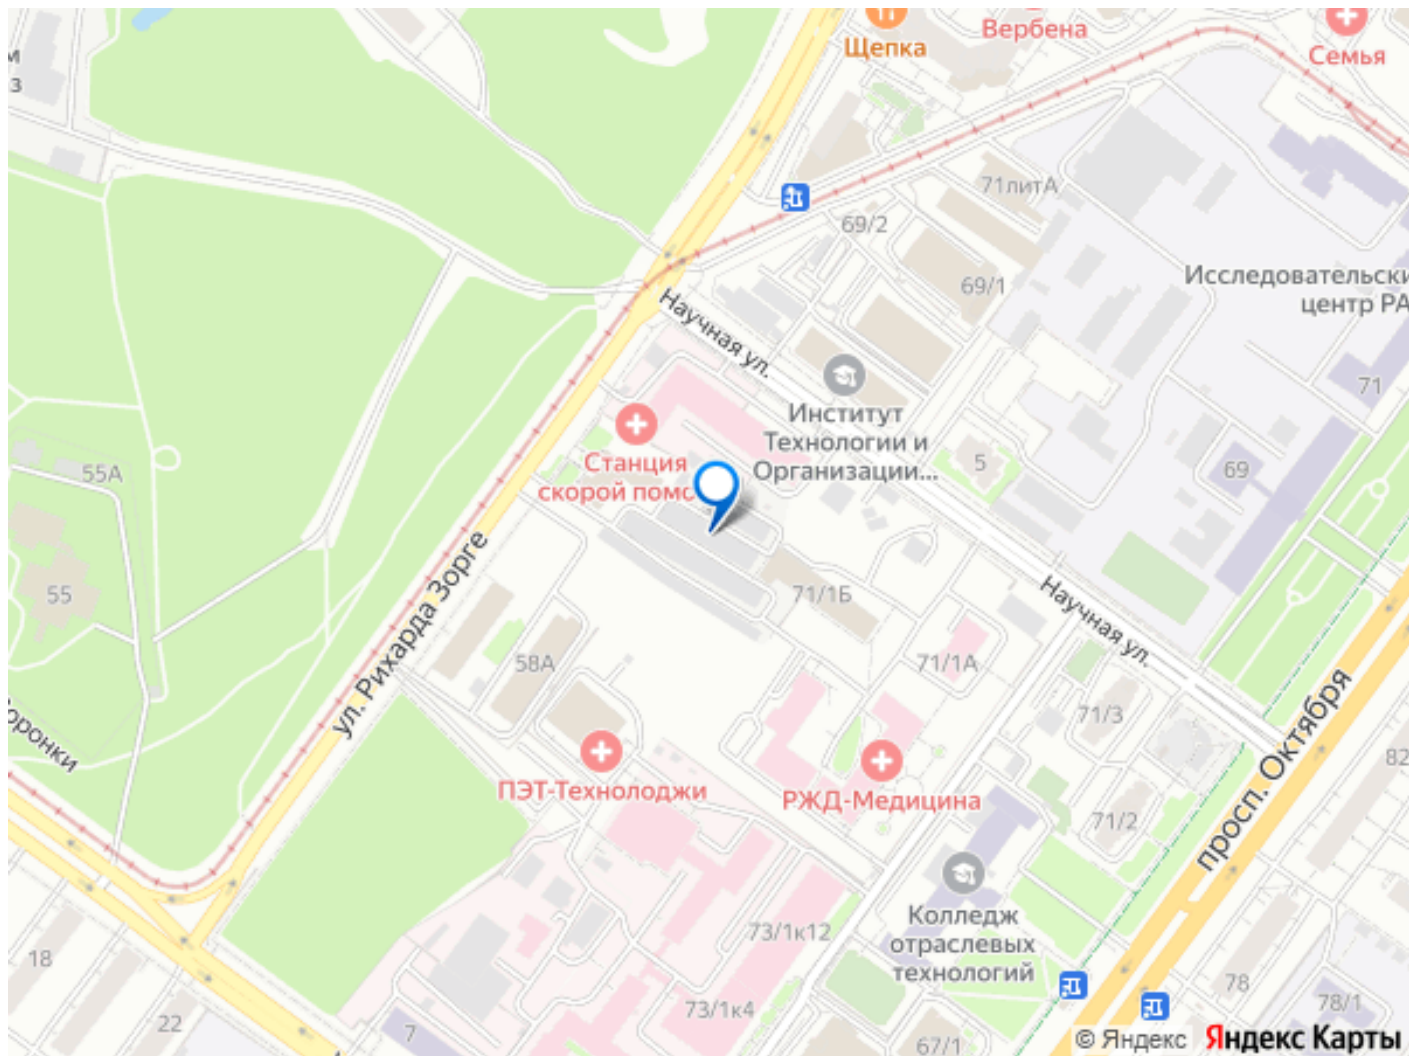 Щепка
Вербена
Семья
м
з
71литА
69/2
69/1
Исследовательски
центр РА
Научная ул.
71
Институт
Технологии и
Организации...
Станция
скорой помо
5
69
55А
55
ул. Рихарда Зорге
71/1Б
Научная ул.
58А
71/1А
71/3
просп. Октября
82
оронки
ПЭТ-Технолоджи
РЖД-Медицина
71/2
Колледж
отраслевых
технологий
73/1к12
18
22
7
73/1к4
67/1
78
78/1
© Яндекс Яндекс Карты